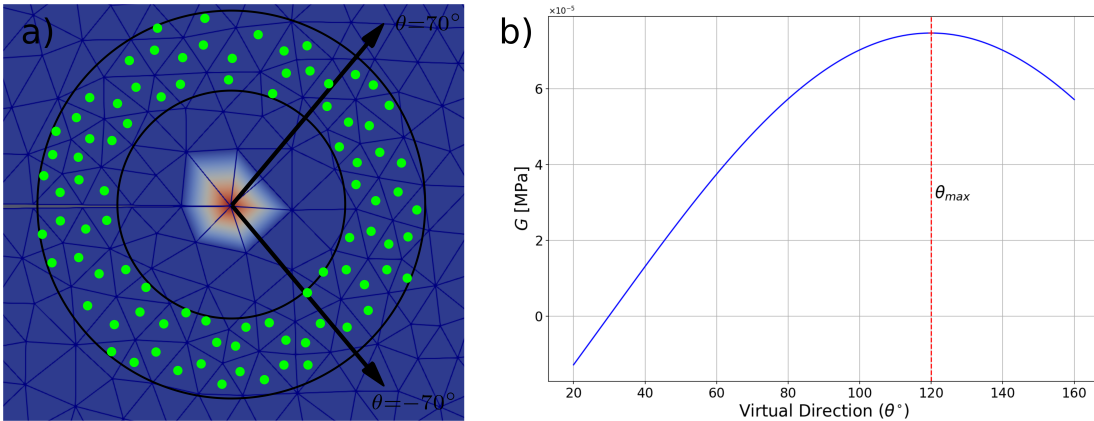 a)
θ=70°
θ=−70°
b)
×10⁻⁵
6
4
2
0
G [MPa]
θmax
20 40 60 80 100 120 140 160
Virtual Direction (θ°)